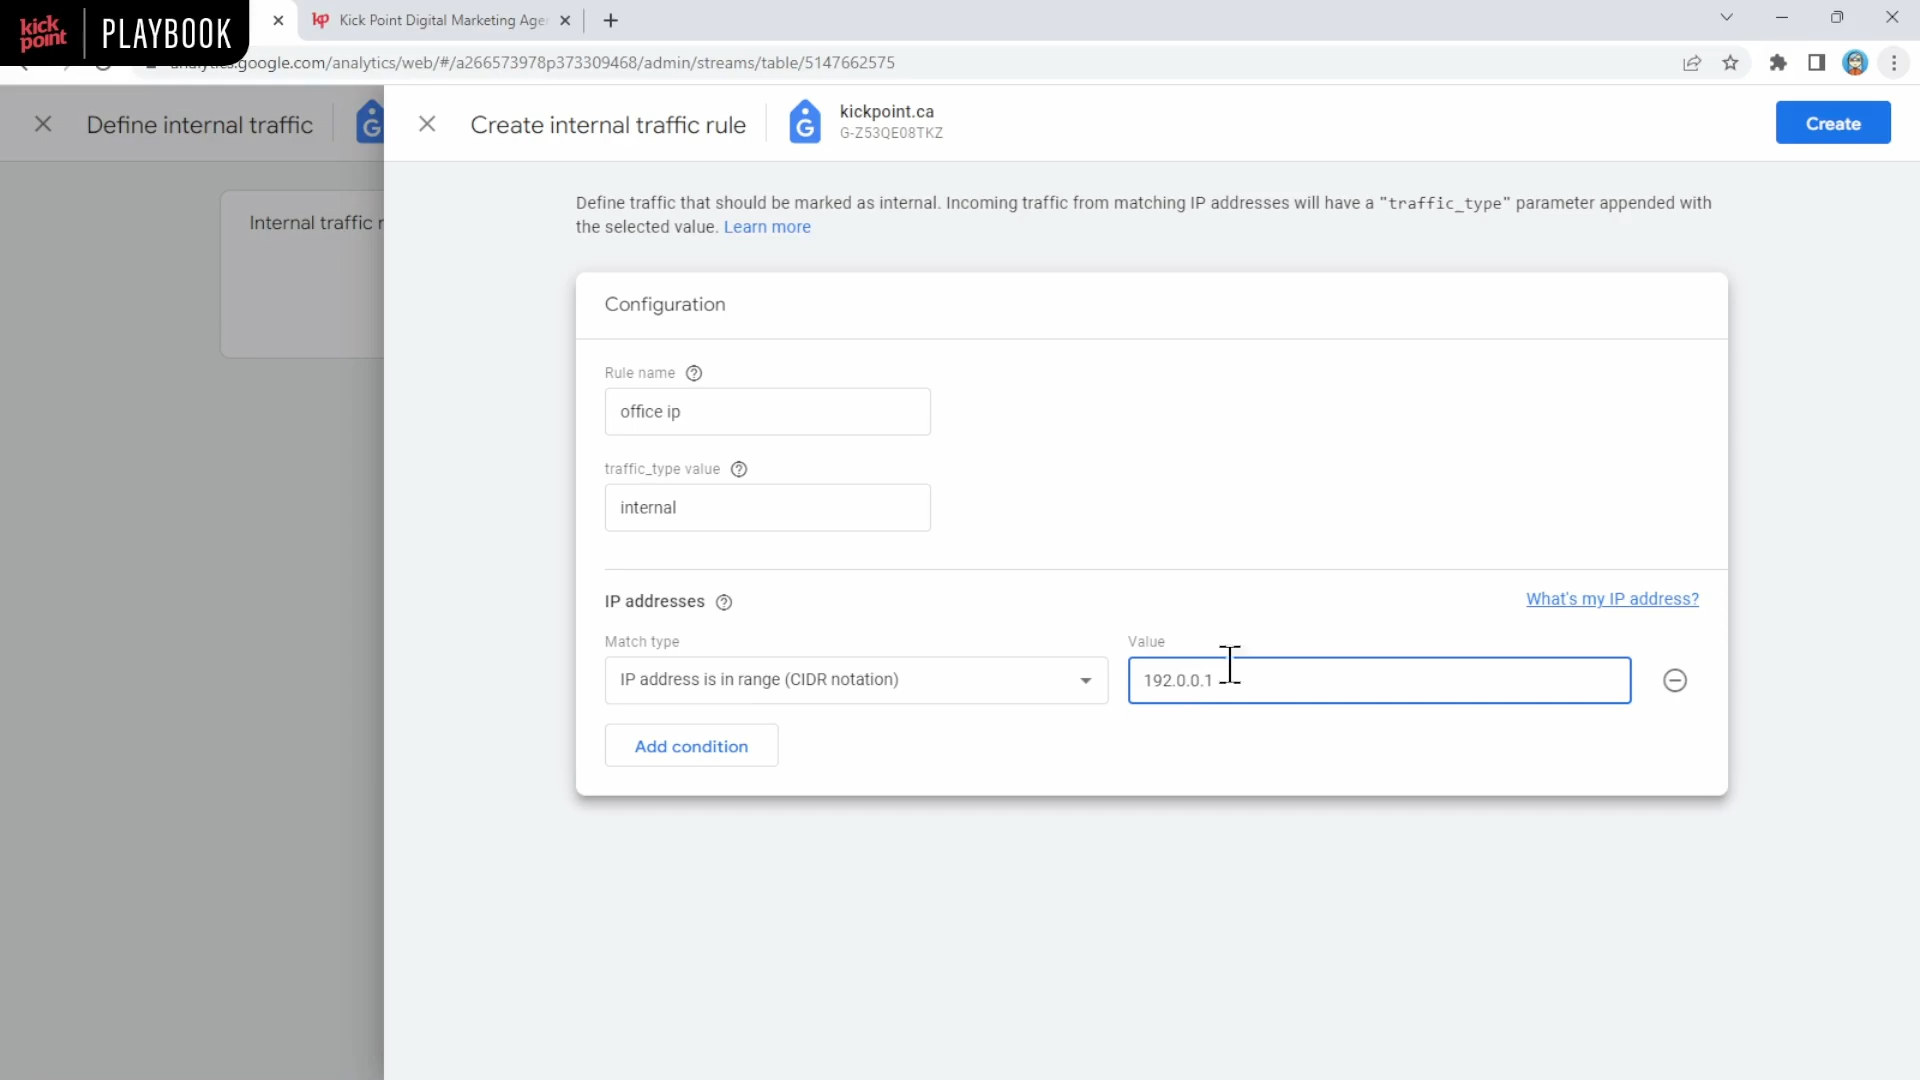 kick
point
PLAYBOOK
Kick Point Digital Marketing Age
analytics.google.com/analytics/web/#/a266573978p373309468/admin/streams/table/5147662575
Define internal traffic
Create internal traffic rule
kickpoint.ca
G-Z53QE08TKZ
Create
Internal traffic r
Define traffic that should be marked as internal. Incoming traffic from matching IP addresses will have a "traffic_type" parameter appended with
the selected value. Learn more
Configuration
Rule name
office ip
traffic_type value
internal
IP addresses
What's my IP address?
Match type
Value
IP address is in range (CIDR notation)
192.0.0.1
Add condition